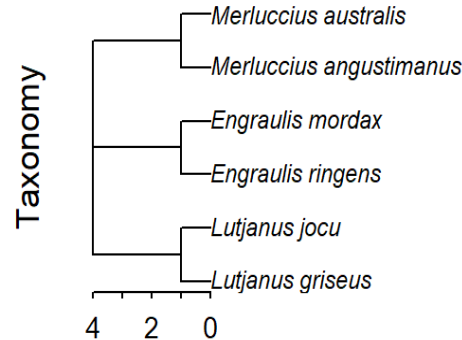 Taxonomy
Merluccius australis
Merluccius angustimanus
Engraulis mordax
Engraulis ringens
Lutjanus jocu
Lutjanus griseus
4 2 0